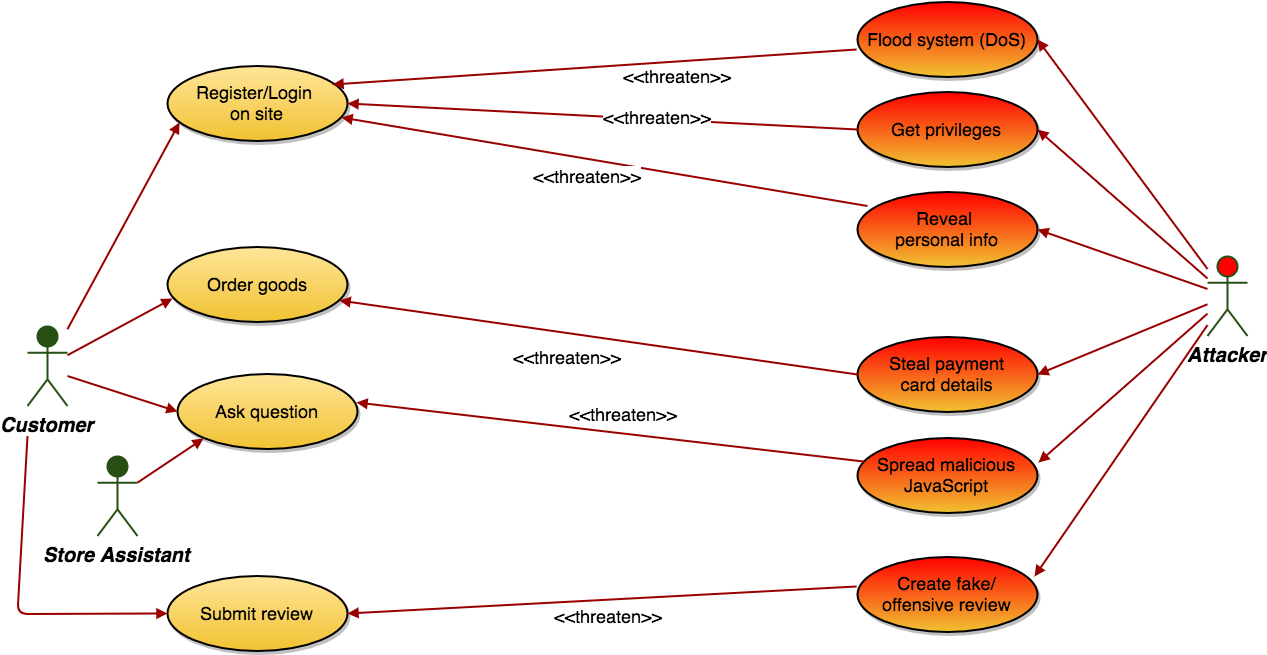 Flood system (DoS)
<<threaten>>
Register/Login
on site
<<threaten>>
Get privileges
<<threaten>>
Reveal
personal info
Order goods
<<threaten>>
Steal payment
card details
Attacker
Customer
Ask question
<<threaten>>
Spread malicious
JavaScript
Store Assistant
Submit review
<<threaten>>
Create fake/
offensive review